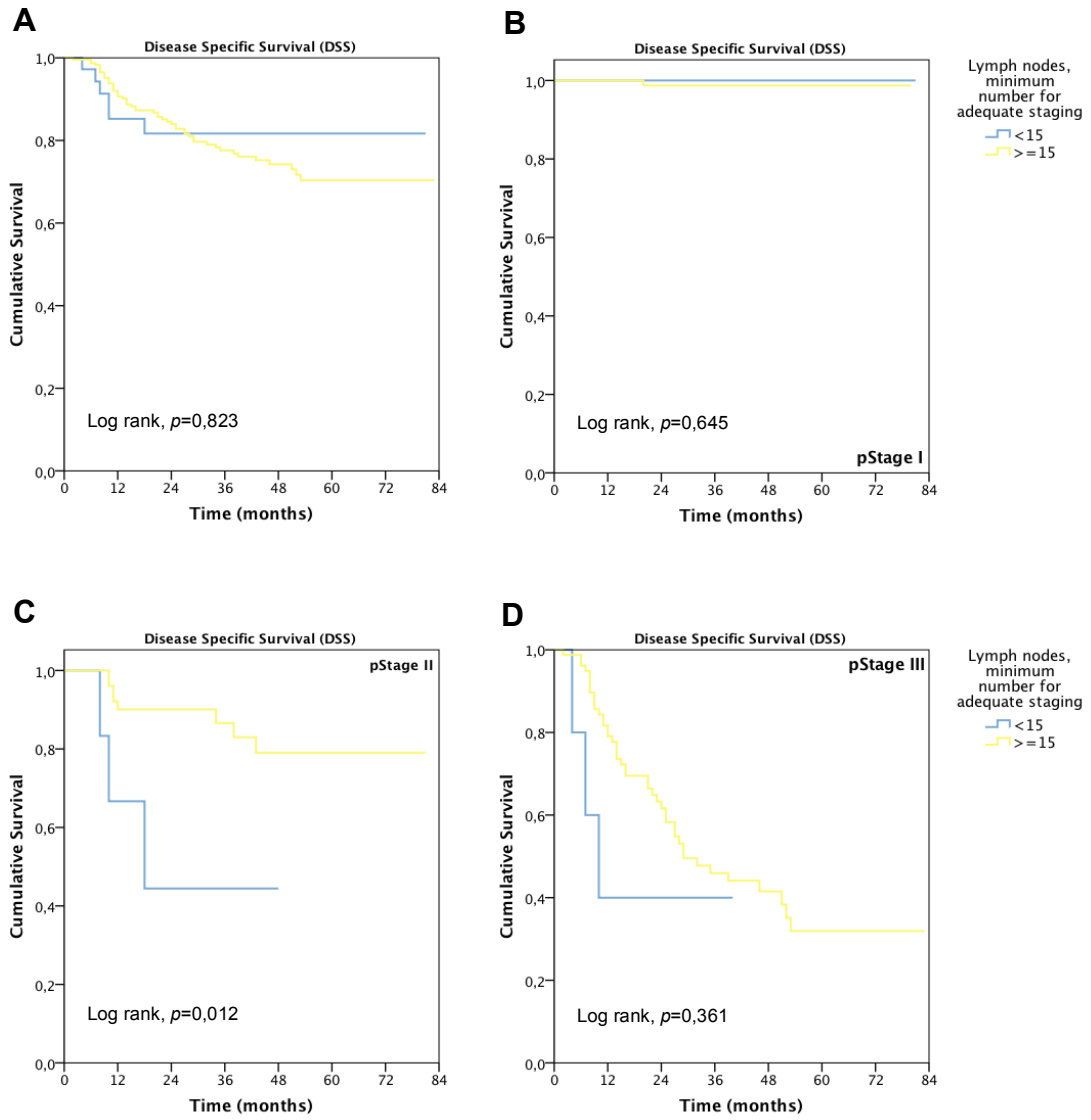 A
Disease Specific Survival (DSS)
Cumulative Survival
1,0
0,8
0,6
0,4
0,2
0,0
Log rank, p=0,823
0 12 24 36 48 60 72 84
Time (months)
B
Disease Specific Survival (DSS)
Cumulative Survival
1,0
0,8
0,6
0,4
0,2
0,0
Log rank, p=0,645
pStage I
0 12 24 36 48 60 72 84
Time (months)
Lymph nodes,
minimum
number for
adequate staging
<15
>=15
C
Disease Specific Survival (DSS)
pStage II
Cumulative Survival
1,0
0,8
0,6
0,4
0,2
0,0
Log rank, p=0,012
0 12 24 36 48 60 72 84
Time (months)
D
Disease Specific Survival (DSS)
pStage III
Cumulative Survival
1,0
0,8
0,6
0,4
0,2
0,0
Log rank, p=0,361
0 12 24 36 48 60 72 84
Time (months)
Lymph nodes,
minimum
number for
adequate staging
<15
>=15